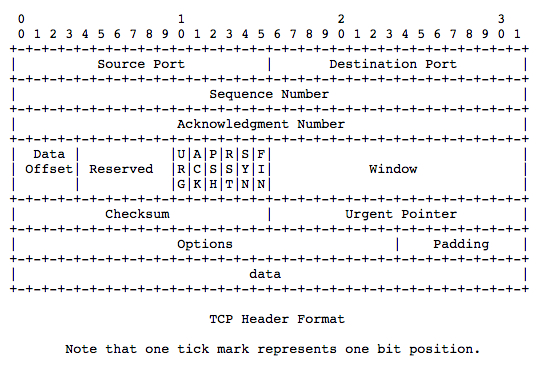 0                   1                   2                   3
 0 1 2 3 4 5 6 7 8 9 0 1 2 3 4 5 6 7 8 9 0 1 2 3 4 5 6 7 8 9 0 1
+-+-+-+-+-+-+-+-+-+-+-+-+-+-+-+-+-+-+-+-+-+-+-+-+-+-+-+-+-+-+-+-+
|          Source Port          |       Destination Port        |
+-+-+-+-+-+-+-+-+-+-+-+-+-+-+-+-+-+-+-+-+-+-+-+-+-+-+-+-+-+-+-+-+
|                        Sequence Number                        |
+-+-+-+-+-+-+-+-+-+-+-+-+-+-+-+-+-+-+-+-+-+-+-+-+-+-+-+-+-+-+-+-+
|                    Acknowledgment Number                      |
+-+-+-+-+-+-+-+-+-+-+-+-+-+-+-+-+-+-+-+-+-+-+-+-+-+-+-+-+-+-+-+-+
|  Data |           |U|A|P|R|S|F|                               |
| Offset| Reserved  |R|C|S|S|Y|I|            Window             |
|       |           |G|K|H|T|N|N|                               |
+-+-+-+-+-+-+-+-+-+-+-+-+-+-+-+-+-+-+-+-+-+-+-+-+-+-+-+-+-+-+-+-+
|           Checksum            |         Urgent Pointer        |
+-+-+-+-+-+-+-+-+-+-+-+-+-+-+-+-+-+-+-+-+-+-+-+-+-+-+-+-+-+-+-+-+
|                    Options                    |    Padding    |
+-+-+-+-+-+-+-+-+-+-+-+-+-+-+-+-+-+-+-+-+-+-+-+-+-+-+-+-+-+-+-+-+
|                             data                              |
+-+-+-+-+-+-+-+-+-+-+-+-+-+-+-+-+-+-+-+-+-+-+-+-+-+-+-+-+-+-+-+-+
TCP Header Format
Note that one tick mark represents one bit position.